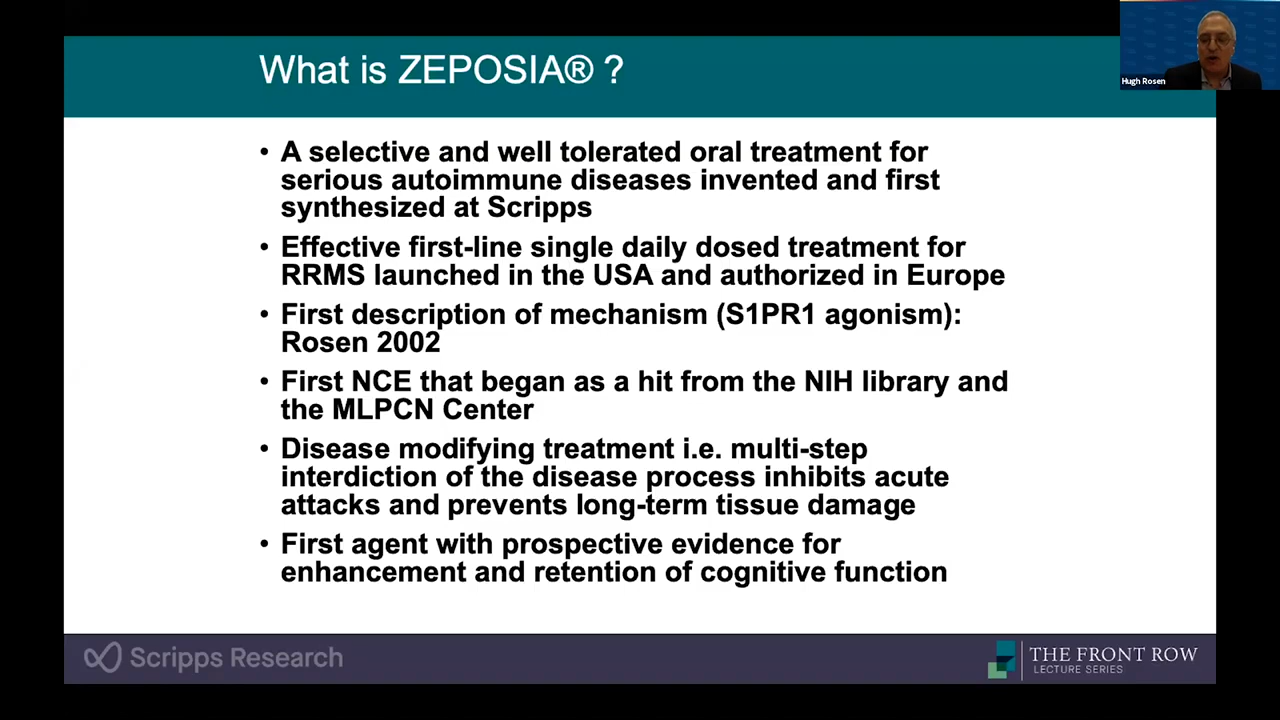 What is ZEPOSIA® ?
Hugh Rosen
• A selective and well tolerated oral treatment for
serious autoimmune diseases invented and first
synthesized at Scripps
• Effective first-line single daily dosed treatment for
RRMS launched in the USA and authorized in Europe
• First description of mechanism (S1PR1 agonism):
Rosen 2002
• First NCE that began as a hit from the NIH library and
the MLPCN Center
• Disease modifying treatment i.e. multi-step
interdiction of the disease process inhibits acute
attacks and prevents long-term tissue damage
• First agent with prospective evidence for
enhancement and retention of cognitive function
Scripps Research
THE FRONT ROW
LECTURE SERIES